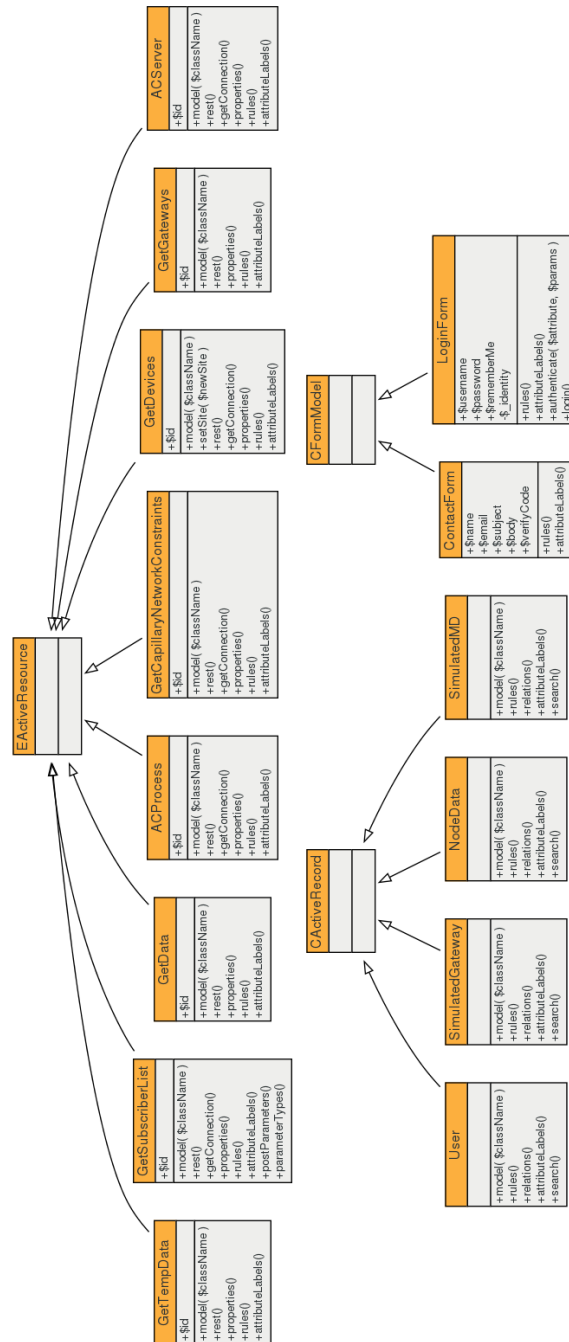 EActiveResource
GetTempData
+$id
+model( $className )
+rest()
+getConnection()
+properties()
+rules()
+attributeLabels()
GetSubscriberList
+$id
+model( $className )
+rest()
+getConnection()
+properties()
+rules()
+attributeLabels()
+postParameters()
+parameterTypes()
GetData
+$id
+model( $className )
+rest()
+properties()
+rules()
+attributeLabels()
ACProcess
+$id
+model( $className )
+rest()
+getConnection()
+properties()
+rules()
+attributeLabels()
GetCapillaryNetworkConstraints
+$id
+model( $className )
+rest()
+getConnection()
+properties()
+rules()
+attributeLabels()
GetDevices
+$id
+model( $className )
+setSite( $newSite )
+rest()
+getConnection()
+properties()
+rules()
+attributeLabels()
GetGateways
+$id
+model( $className )
+rest()
+properties()
+rules()
+attributeLabels()
ACServer
+$id
+model( $className )
+rest()
+getConnection()
+properties()
+rules()
+attributeLabels()
CActiveRecord
CFormModel
User
+model( $className )
+rules()
+relations()
+attributeLabels()
+search()
SimulatedGateway
+model( $className )
+rules()
+relations()
+attributeLabels()
+search()
NodeData
+model( $className )
+rules()
+relations()
+attributeLabels()
+search()
SimulatedMD
+model( $className )
+rules()
+relations()
+attributeLabels()
+search()
ContactForm
+$name
+$email
+$subject
+$body
+$verifyCode
+rules()
+attributeLabels()
LoginForm
+$username
+$password
+$rememberMe
-$_identity
+rules()
+attributeLabels()
+authenticate( $attribute, $params )
+login()